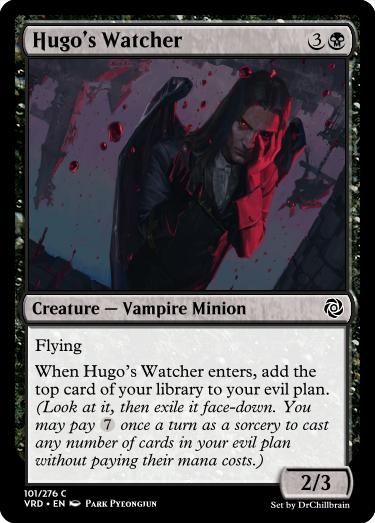 Hugo's Watcher 3
Creature — Vampire Minion
Flying
When Hugo's Watcher enters, add the
top card of your library to your evil plan.
(Look at it, then exile it face-down. You
may pay 7 once a turn as a sorcery to cast
any number of cards in your evil plan
without paying their mana costs.)
2/3
101/276 C
VRD • EN Park Pyeongjun
Set by DrChillbrain